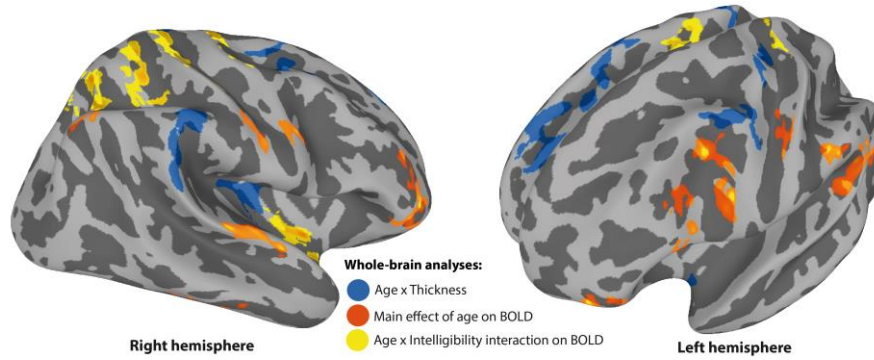 Whole-brain analyses:
Age x Thickness
Main effect of age on BOLD
Age x Intelligibility interaction on BOLD
Right hemisphere
Left hemisphere